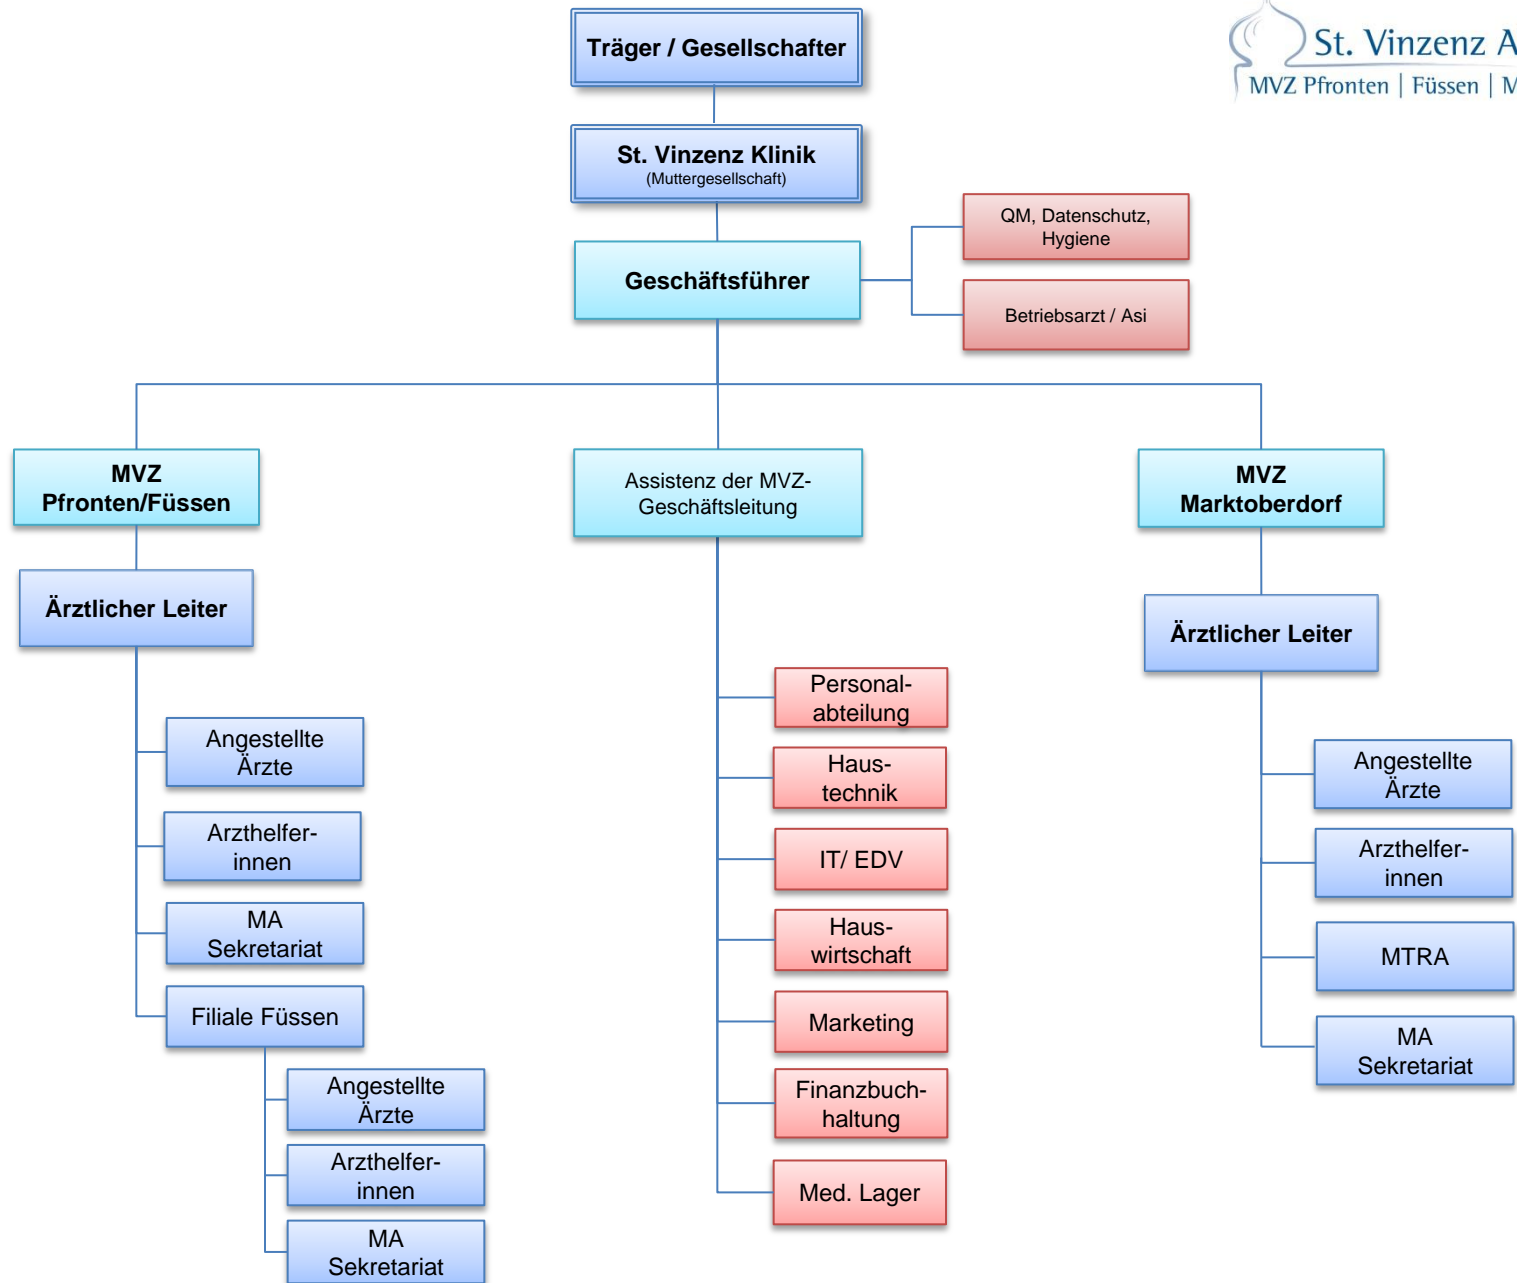 St. Vinzenz A
MVZ Pfronten | Füssen | M
Träger / Gesellschafter
St. Vinzenz Klinik
(Muttergesellschaft)
QM, Datenschutz,
Hygiene
Geschäftsführer
Betriebsarzt / Asi
MVZ
Pfronten/Füssen
Assistenz der MVZ-
Geschäftsleitung
MVZ
Marktoberdorf
Ärztlicher Leiter
Angestellte
Ärzte
Arzthelfer-
innen
MA
Sekretariat
Filiale Füssen
Angestellte
Ärzte
Arzthelfer-
innen
MA
Sekretariat
Personal-
abteilung
Haus-
technik
IT/ EDV
Haus-
wirtschaft
Marketing
Finanzbuch-
haltung
Med. Lager
Ärztlicher Leiter
Angestellte
Ärzte
Arzthelfer-
innen
MTRA
MA
Sekretariat